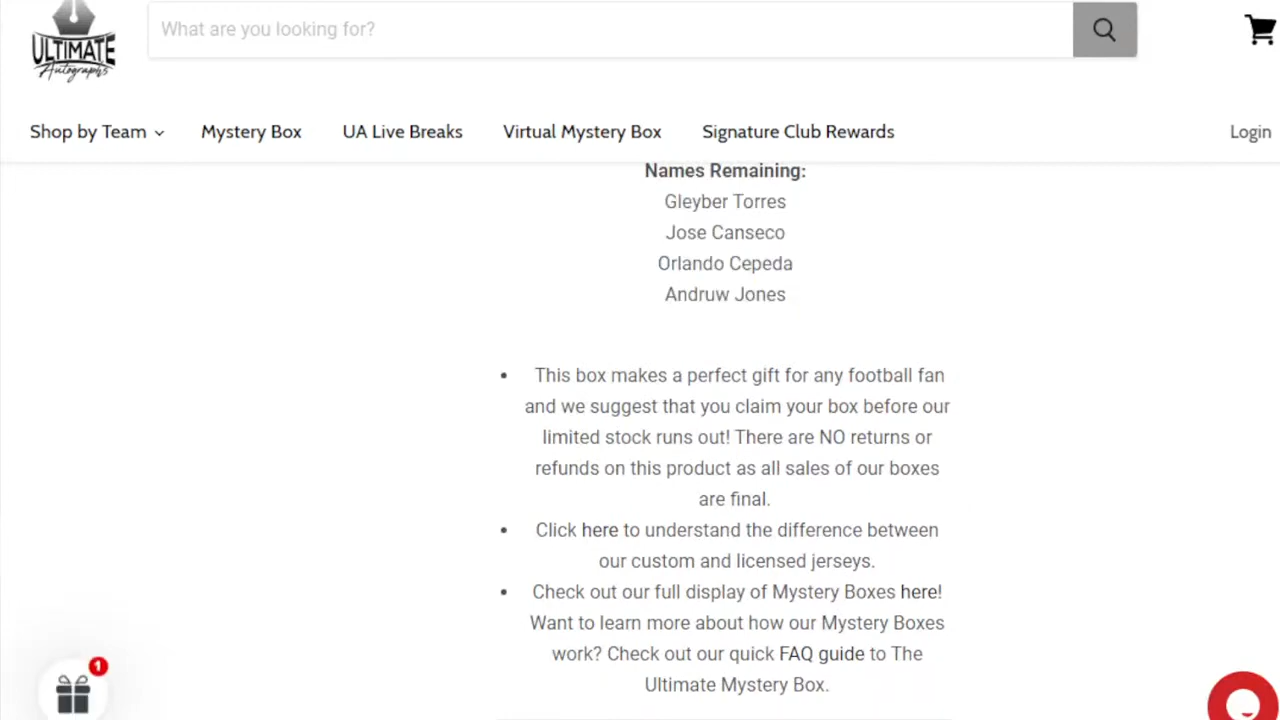 ULTIMATE
Autographs
What are you looking for?
Shop by Team
Mystery Box
UA Live Breaks
Virtual Mystery Box
Signature Club Rewards
Login
Names Remaining:
Gleyber Torres
Jose Canseco
Orlando Cepeda
Andruw Jones
• This box makes a perfect gift for any football fan
and we suggest that you claim your box before our
limited stock runs out! There are NO returns or
refunds on this product as all sales of our boxes
are final.
• Click here to understand the difference between
our custom and licensed jerseys.
• Check out our full display of Mystery Boxes here!
Want to learn more about how our Mystery Boxes
work? Check out our quick FAQ guide to The
Ultimate Mystery Box.
1